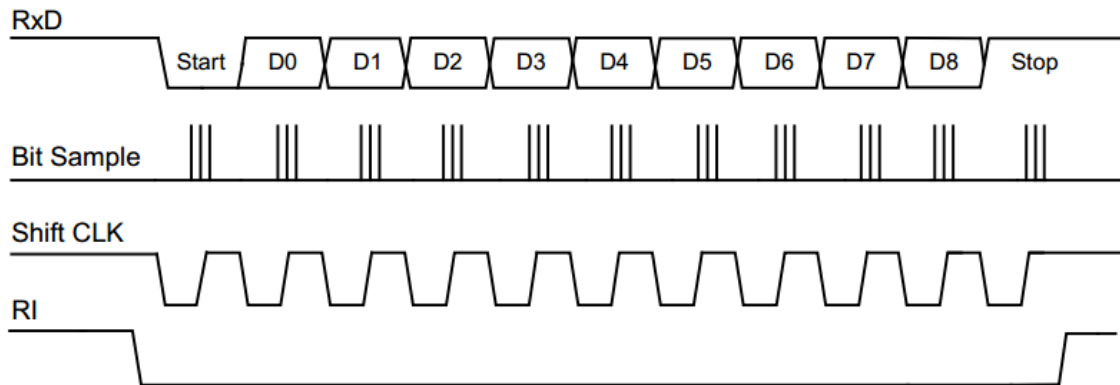 RxD
Start D0 D1 D2 D3 D4 D5 D6 D7 D8 Stop
Bit Sample
Shift CLK
RI